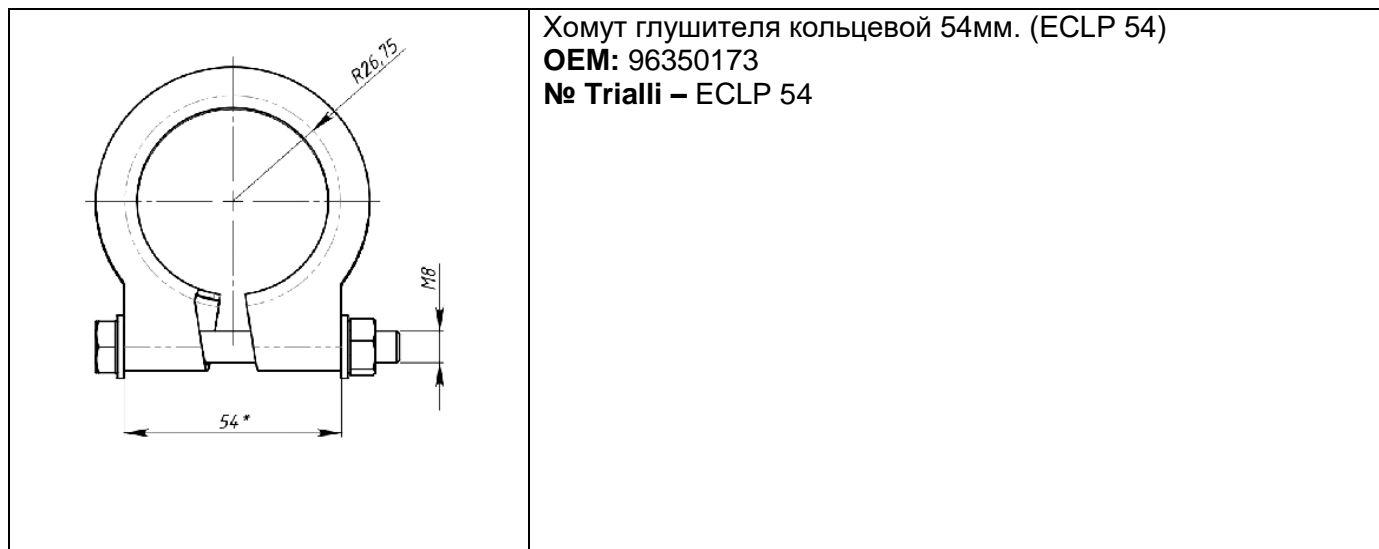 R26,75
M8
54*
Хомут глушителя кольцевой 54мм. (ECLP 54)
OEM: 96350173
№ Trialli – ECLP 54